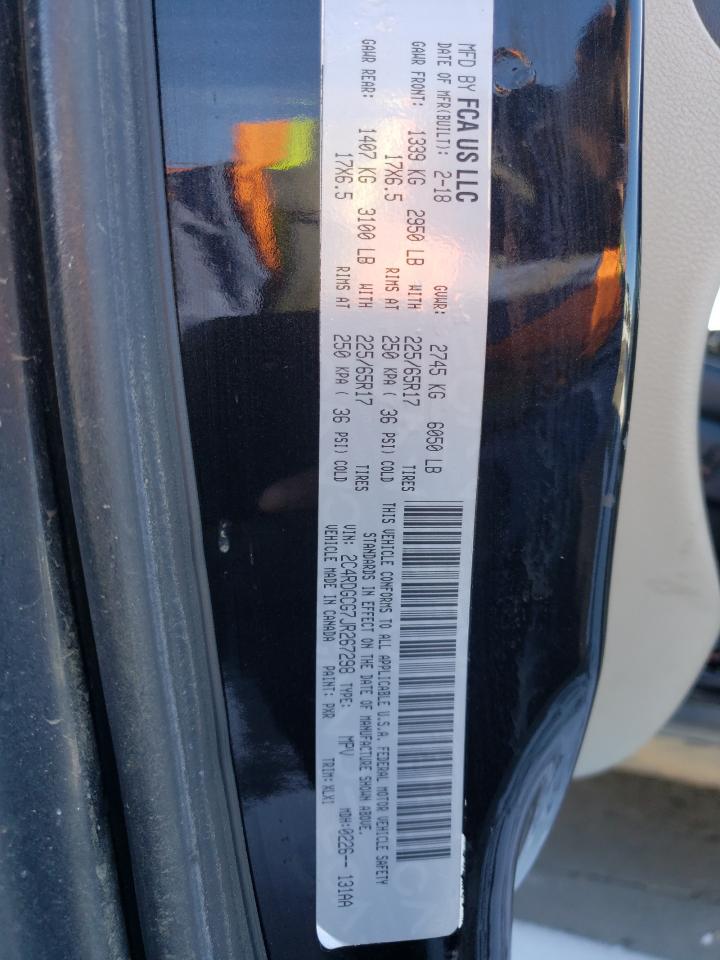 MFD BY FCA US LLC
DATE OF MFR(BUILT): 2-18 GVWR: 2745 KG 6050 LB
GAWR FRONT: 1339 KG 2950 LB WITH 225/65R17 TIRES
17X6.5 RIMS AT 250 KPA ( 36 PSI) COLD
GAWR REAR: 1407 KG 3100 LB WITH 225/65R17 TIRES
17X6.5 RIMS AT 250 KPA ( 36 PSI) COLD
THIS VEHICLE CONFORMS TO ALL APPLICABLE U.S.A. FEDERAL MOTOR VEHICLE SAFETY
STANDARDS IN EFFECT ON THE DATE OF MANUFACTURE SHOWN ABOVE.
VIN: 2C4RDGCG7JR267298 TYPE: MPV MDH:0226-- 131AA
VEHICLE MADE IN CANADA PAINT: PXR TRIM: XLX1